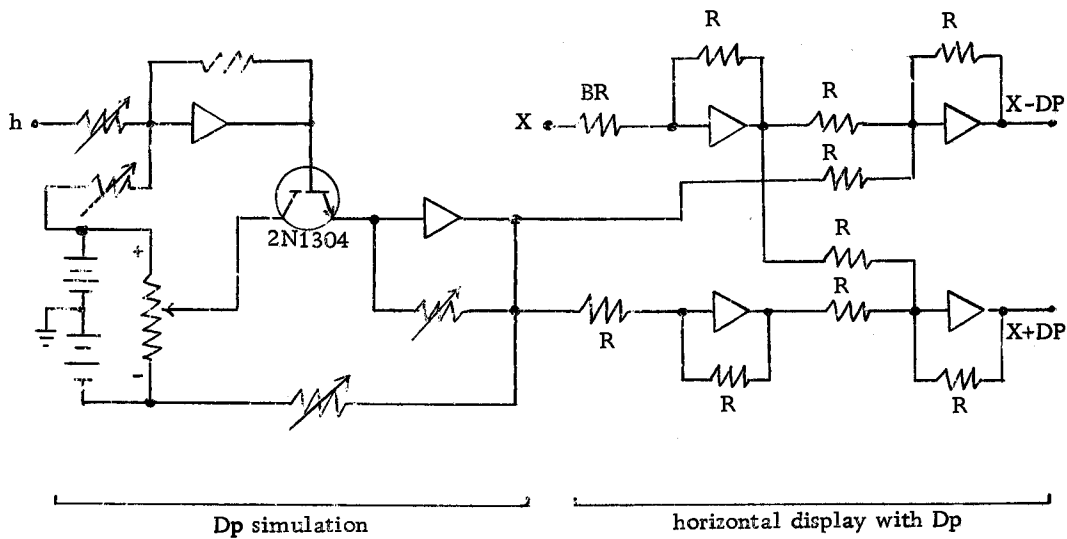 R
R
X
BR
R
X-DP
h
R
2N1304
+
R
R
R
X+DP
-
R
R
Dp simulation
horizontal display with Dp